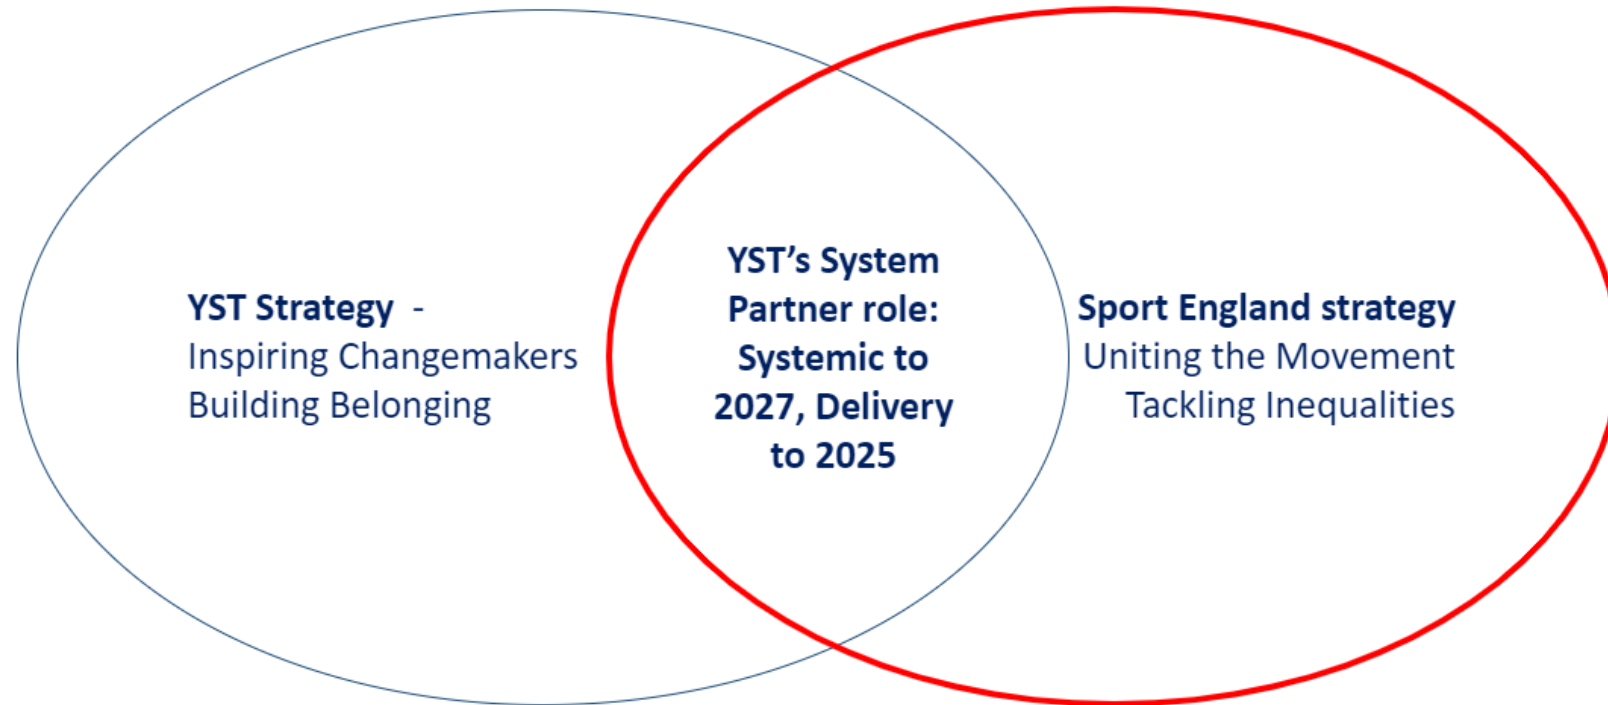 YST Strategy -
Inspiring Changemakers
Building Belonging
YST’s System
Partner role:
Systemic to
2027, Delivery
to 2025
Sport England strategy
Uniting the Movement
Tackling Inequalities